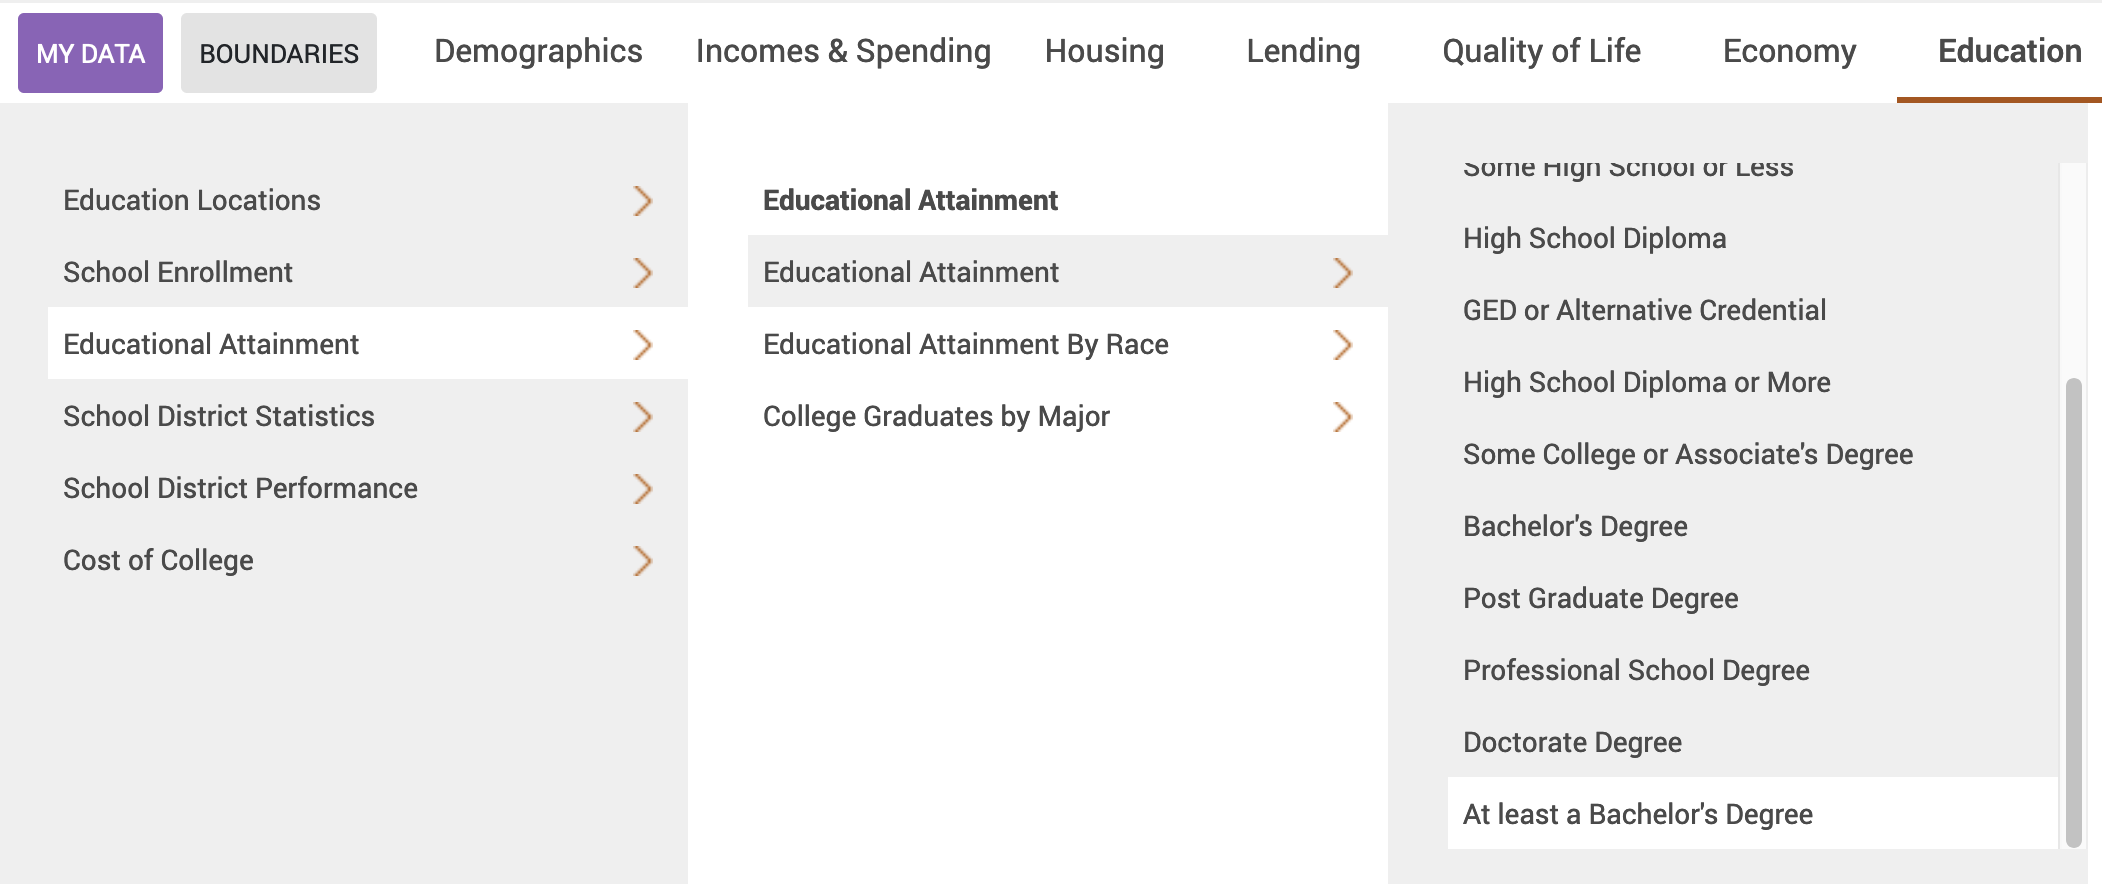 MY DATA
BOUNDARIES
Demographics
Incomes & Spending
Housing
Lending
Quality of Life
Economy
Education
Education Locations
School Enrollment
Educational Attainment
School District Statistics
School District Performance
Cost of College
Educational Attainment
Educational Attainment
Educational Attainment By Race
College Graduates by Major
Some High School or Less
High School Diploma
GED or Alternative Credential
High School Diploma or More
Some College or Associate's Degree
Bachelor's Degree
Post Graduate Degree
Professional School Degree
Doctorate Degree
At least a Bachelor's Degree